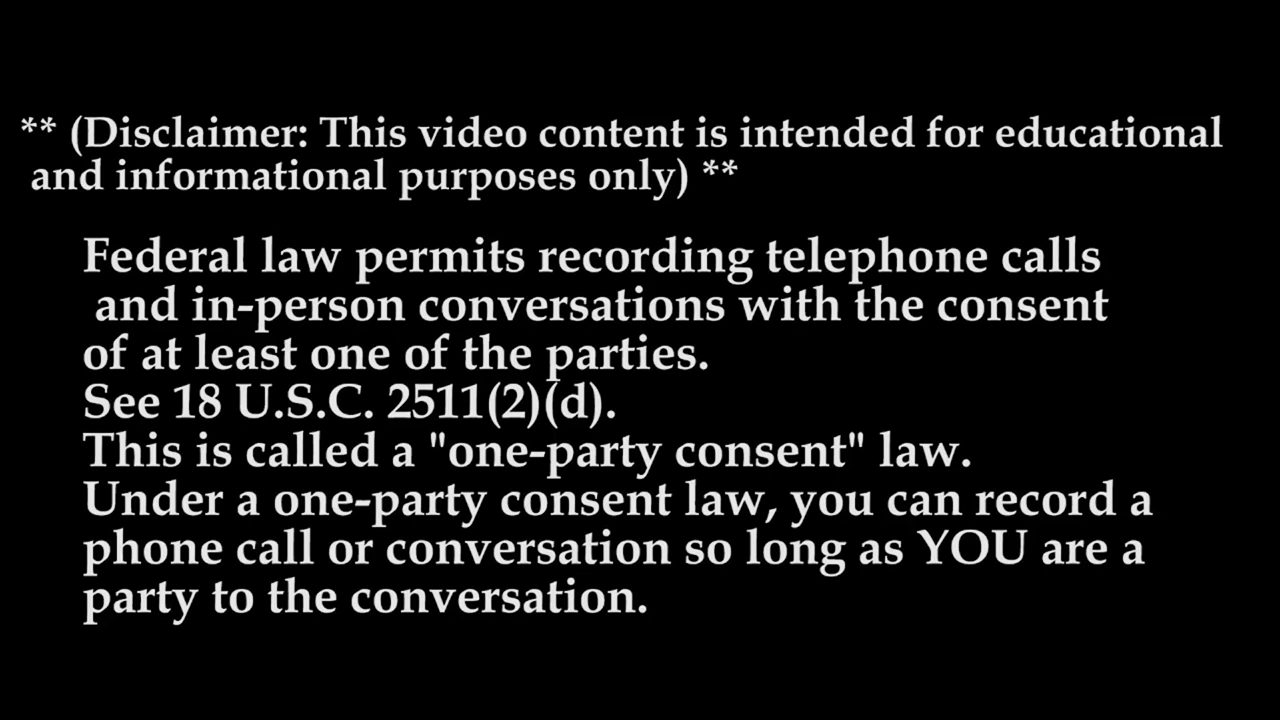 ** (Disclaimer: This video content is intended for educational
and informational purposes only) **
Federal law permits recording telephone calls
and in-person conversations with the consent
of at least one of the parties.
See 18 U.S.C. 2511(2)(d).
This is called a "one-party consent" law.
Under a one-party consent law, you can record a
phone call or conversation so long as YOU are a
party to the conversation.